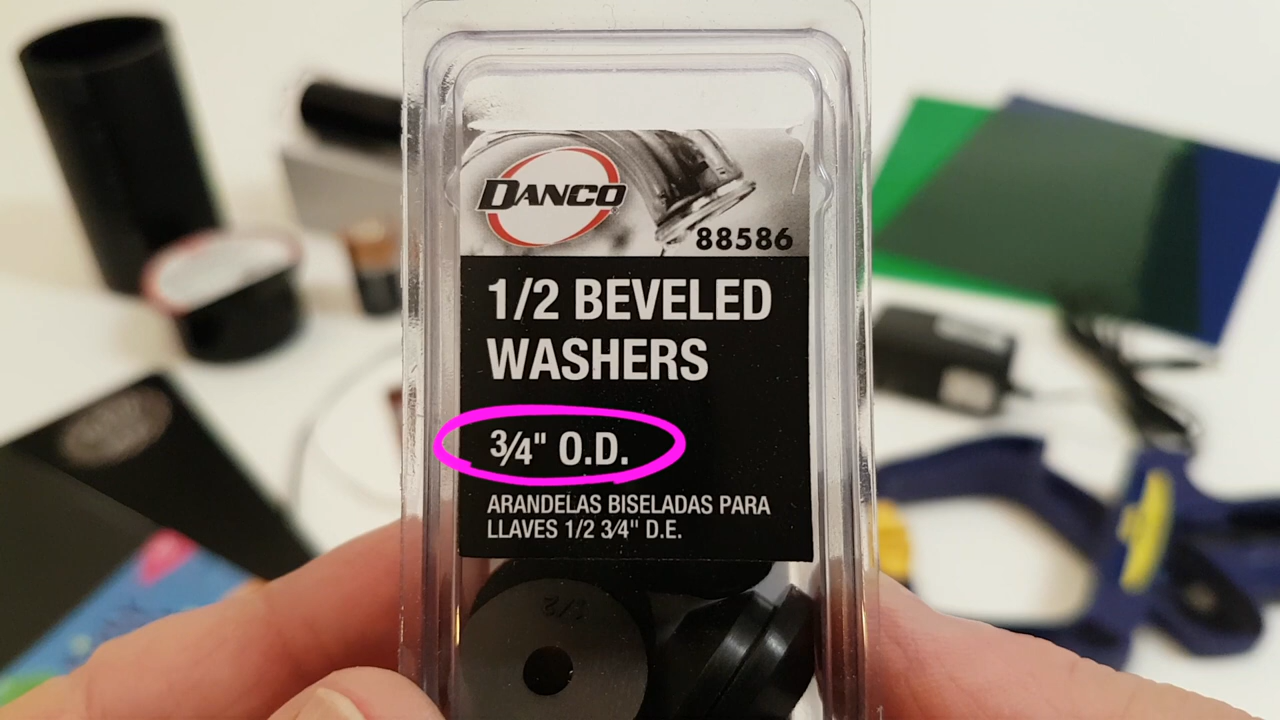 DANCO
88586
1/2 BEVELED
WASHERS
3/4" O.D.
ARANDELAS BISELADAS PARA
LLAVES 1/2 3/4" D.E.
1/2